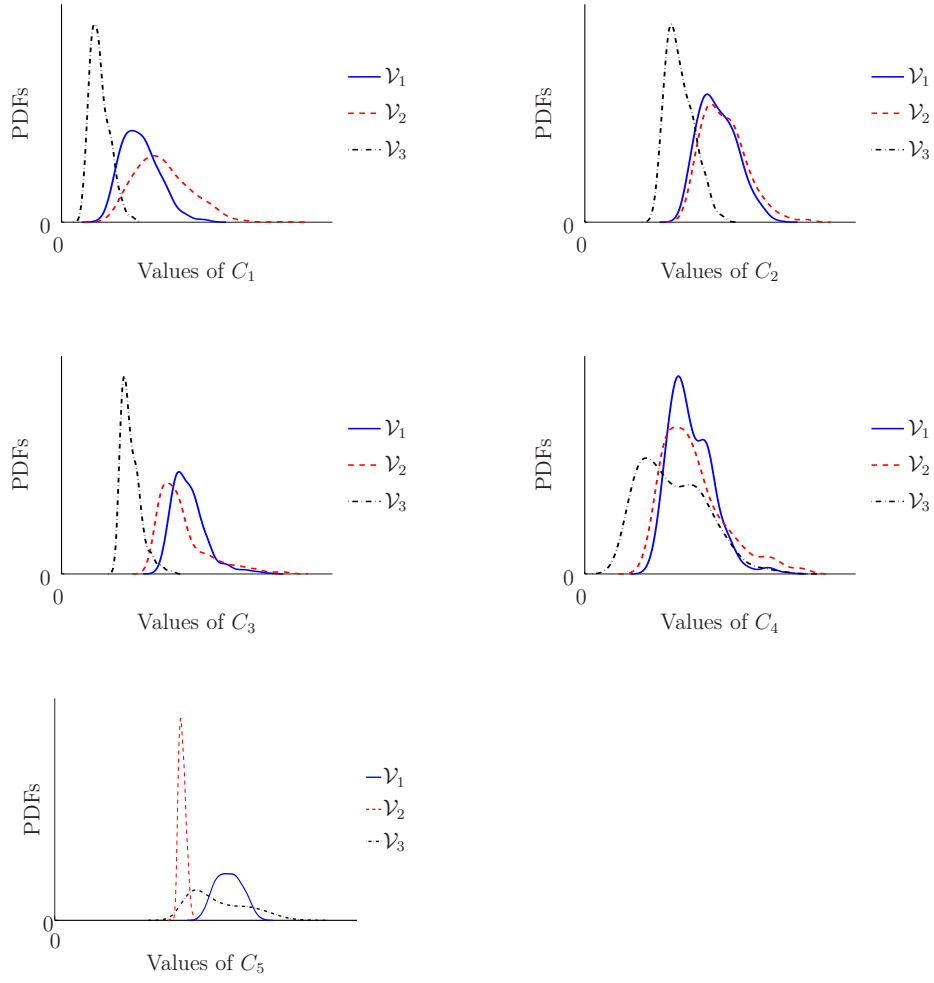 PDFs
0
0
Values of C₁
𝒱₁
𝒱₂
𝒱₃
PDFs
0
0
Values of C₂
𝒱₁
𝒱₂
𝒱₃
PDFs
0
0
Values of C₃
𝒱₁
𝒱₂
𝒱₃
PDFs
0
0
Values of C₄
𝒱₁
𝒱₂
𝒱₃
PDFs
0
0
Values of C₅
𝒱₁
𝒱₂
𝒱₃